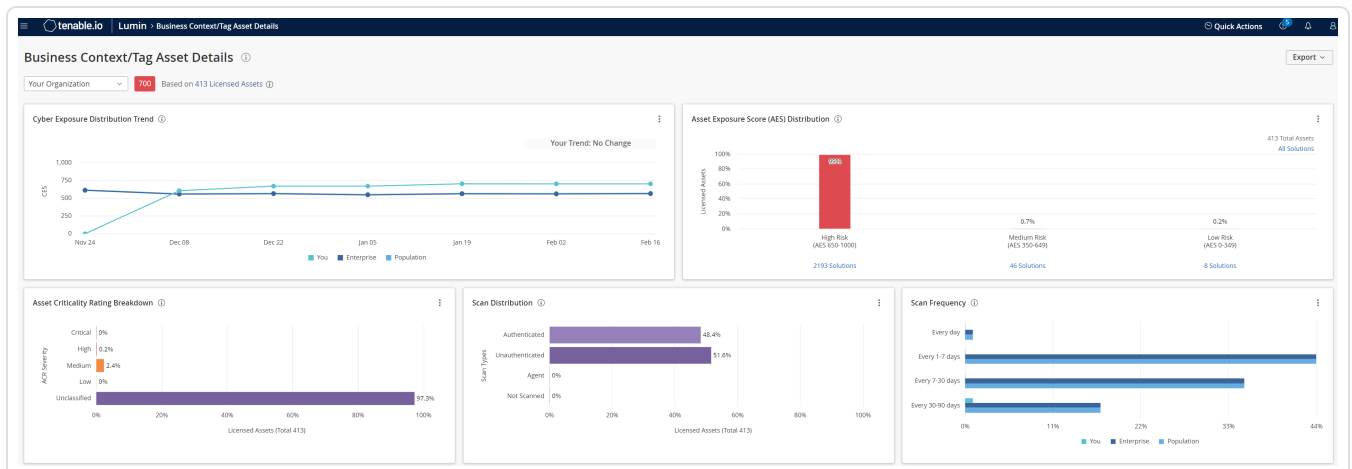 tenable.io Lumin > Business Context/Tag Asset Details Quick Actions 5
Business Context/Tag Asset Details Export
Your Organization 700 Based on 413 Licensed Assets
Cyber Exposure Distribution Trend
Your Trend: No Change
1,000
750
500
250
0
CES
Nov 24 Dec 08 Dec 22 Jan 05 Jan 19 Feb 02 Feb 16
You Enterprise Population
Asset Exposure Score (AES) Distribution
413 Total Assets
All Solutions
100%
80%
60%
40%
20%
0%
Licensed Assets
0.7%
0.2%
High Risk
(AES 650-1000)
Medium Risk
(AES 350-649)
Low Risk
(AES 0-349)
2193 Solutions 46 Solutions 8 Solutions
Asset Criticality Rating Breakdown
ACR Severity
Critical 0%
High 0.2%
Medium 2.4%
Low 0%
Unclassified 97.3%
0% 20% 40% 60% 80% 100%
Licensed Assets (Total 413)
Scan Distribution
Scan Types
Authenticated 48.4%
Unauthenticated 51.6%
Agent 0%
Not Scanned 0%
0% 20% 40% 60% 80% 100%
Licensed Assets (Total 413)
Scan Frequency
Every day
Every 1-7 days
Every 7-30 days
Every 30-90 days
0% 11% 22% 33% 44%
You Enterprise Population